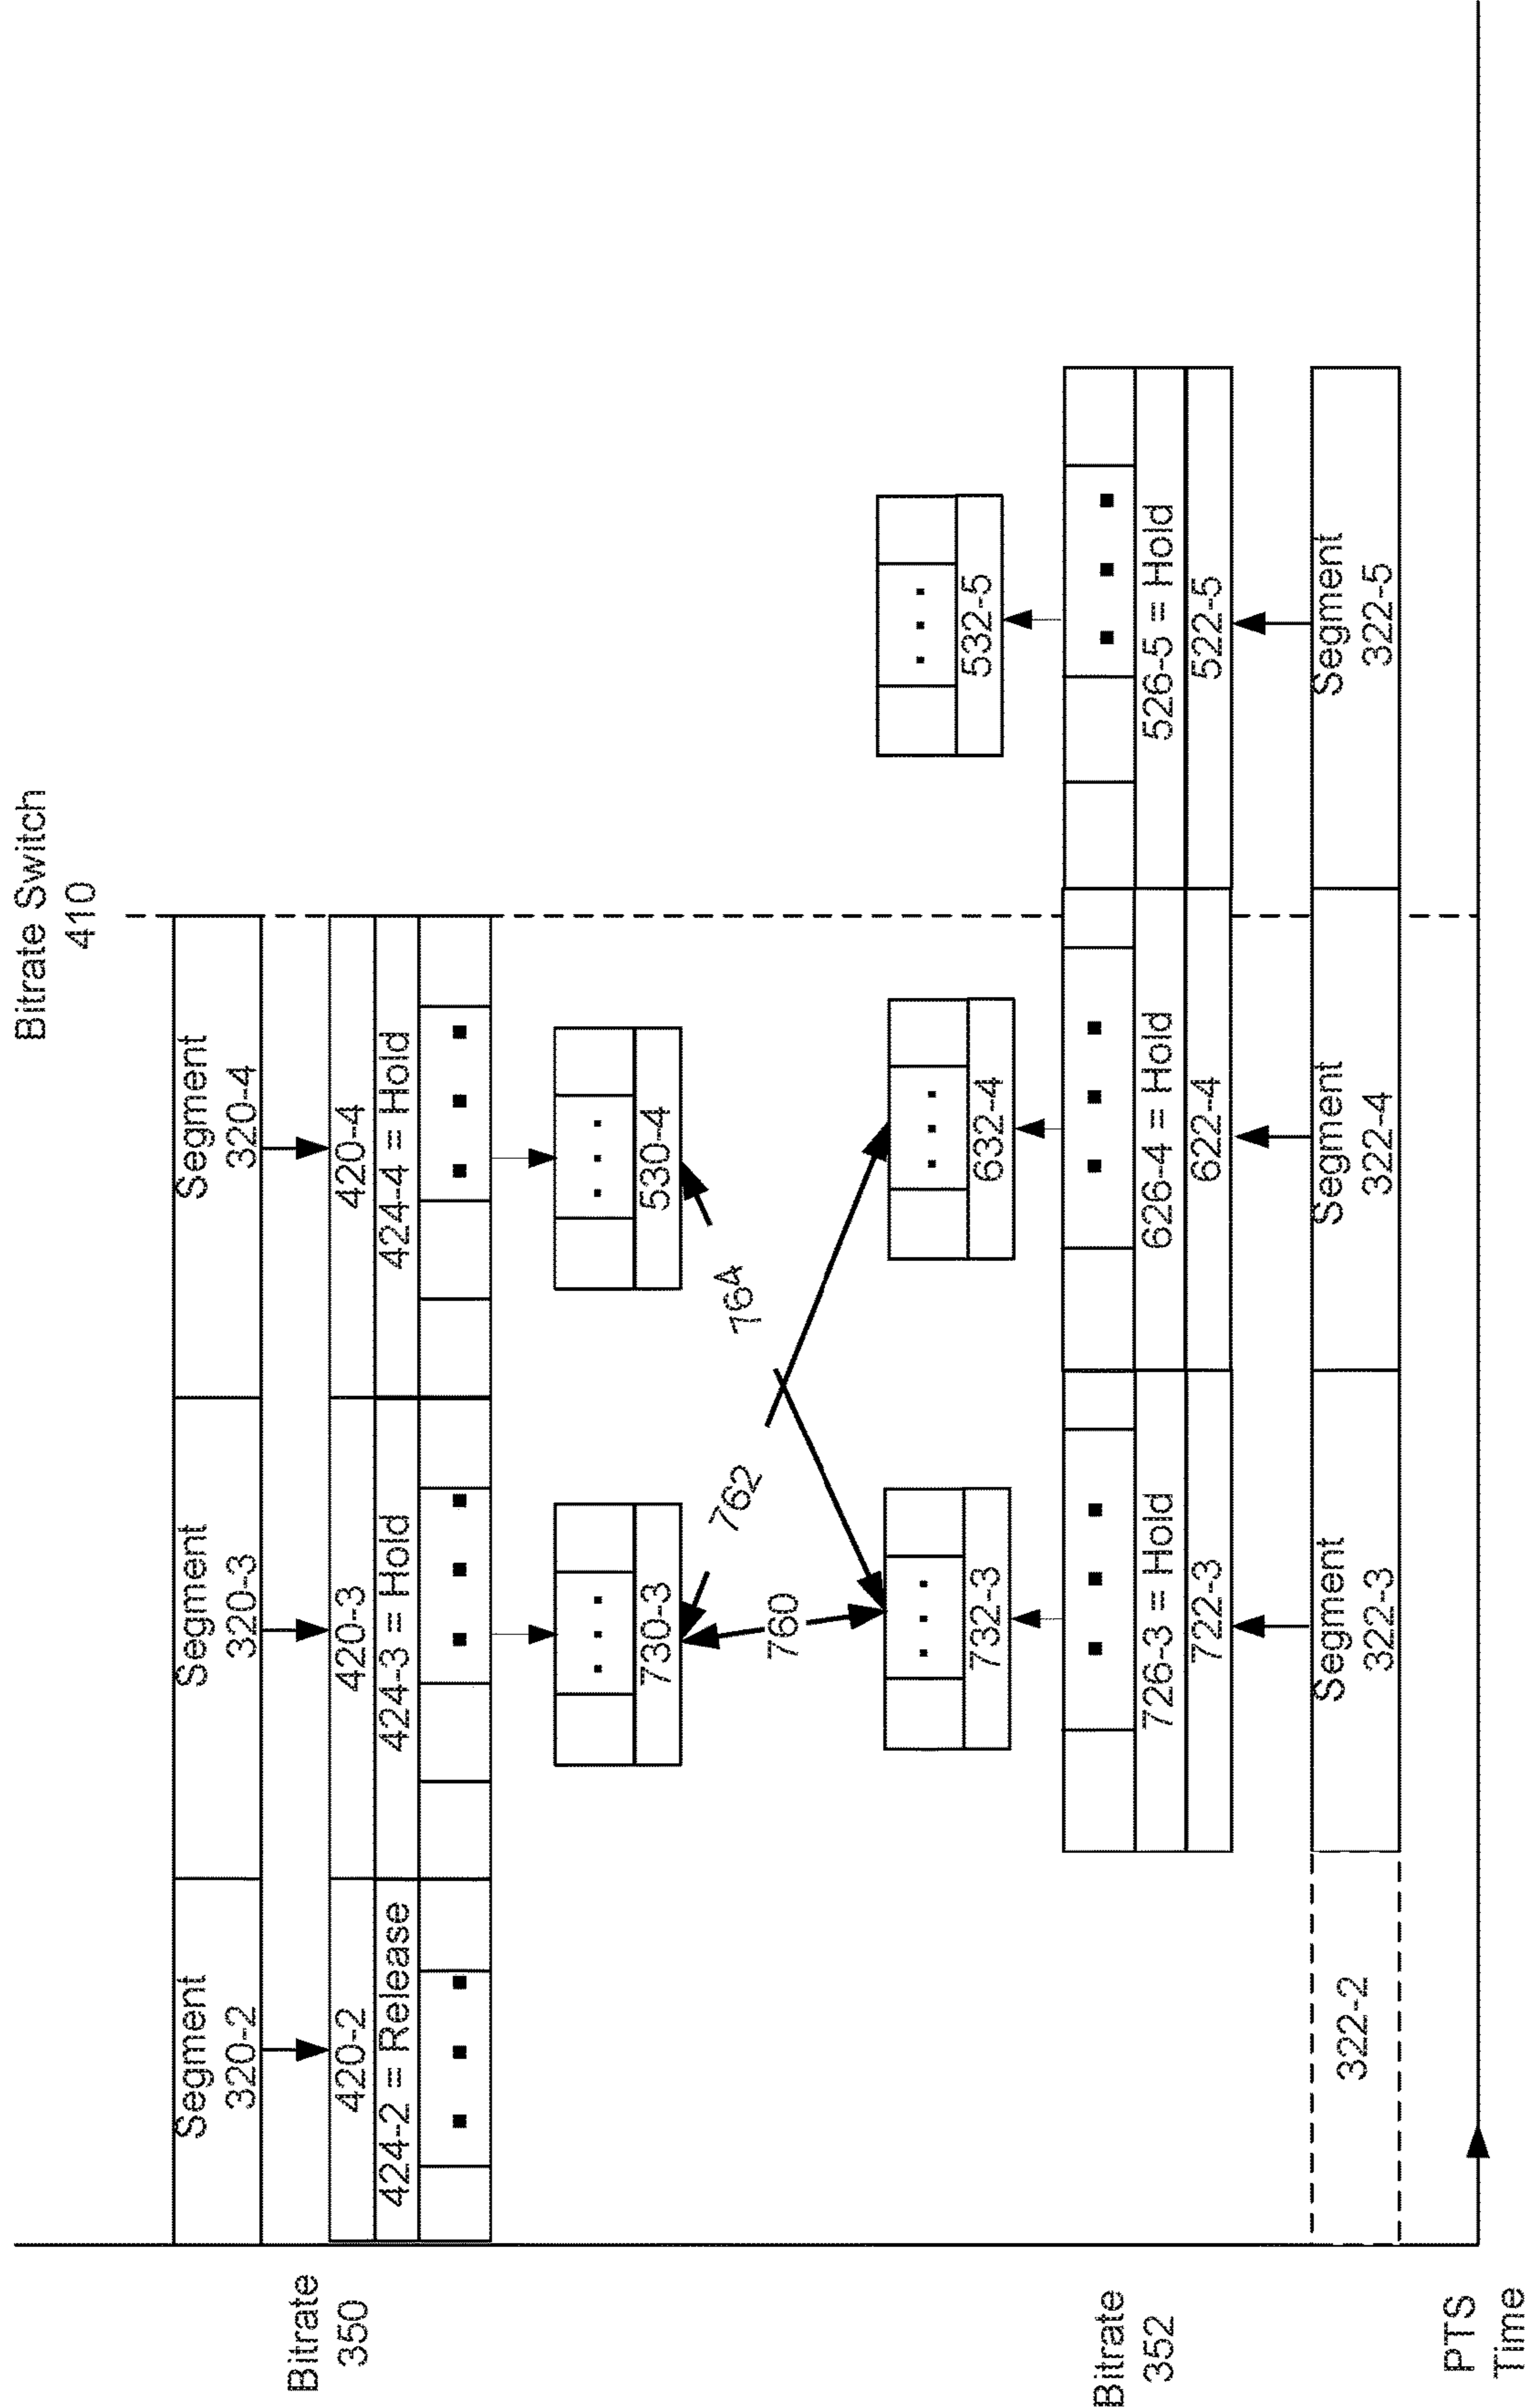 Bitrate Switch
410
Bitrate
350
Segment
320-2
Segment
320-3
Segment
320-4
420-2
420-3
420-4
424-2 = Release
424-3 = Hold
424-4 = Hold
730-3
530-4
762
764
760
732-3
632-4
532-5
Bitrate
352
726-3 = Hold
626-4 = Hold
526-5 = Hold
722-3
622-4
522-5
322-2
Segment
322-3
Segment
322-4
Segment
322-5
PTS
Time